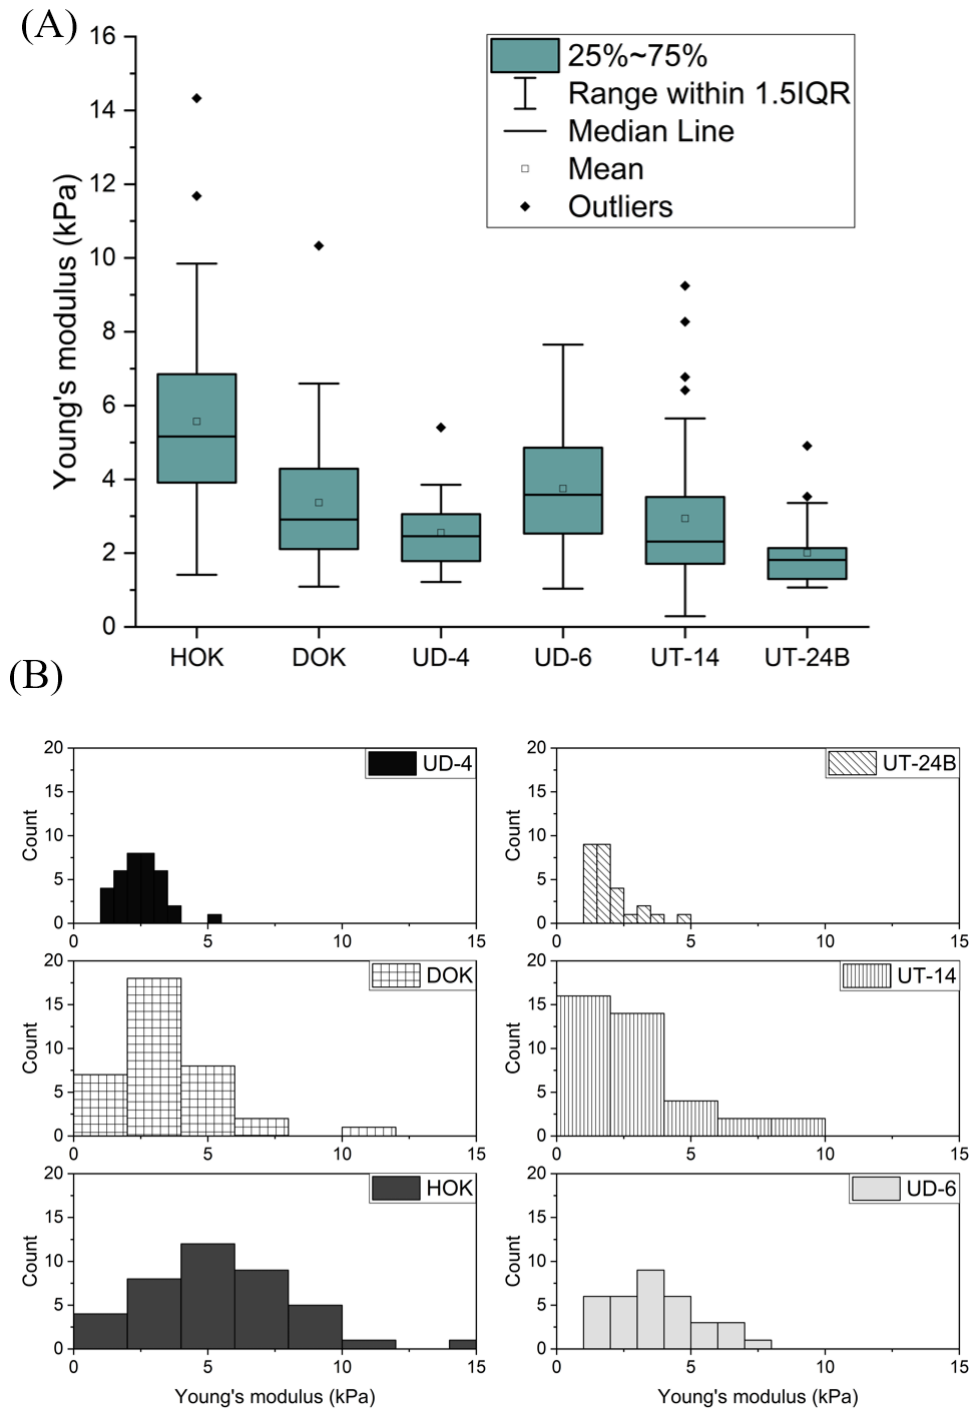 (A)
16
14
12
10
8
6
4
2
0
Young's modulus (kPa)
25%~75%
Range within 1.5IQR
Median Line
Mean
Outliers
HOK DOK UD-4 UD-6 UT-14 UT-24B
(B)
20
15
10
5
0
Count
UD-4
0 5 10 15
20
15
10
5
0
Count
UT-24B
0 5 10 15
20
15
10
5
0
Count
DOK
0 5 10 15
20
15
10
5
0
Count
UT-14
0 5 10 15
20
15
10
5
0
Count
HOK
0 5 10 15
Young's modulus (kPa)
20
15
10
5
0
Count
UD-6
0 5 10 15
Young's modulus (kPa)